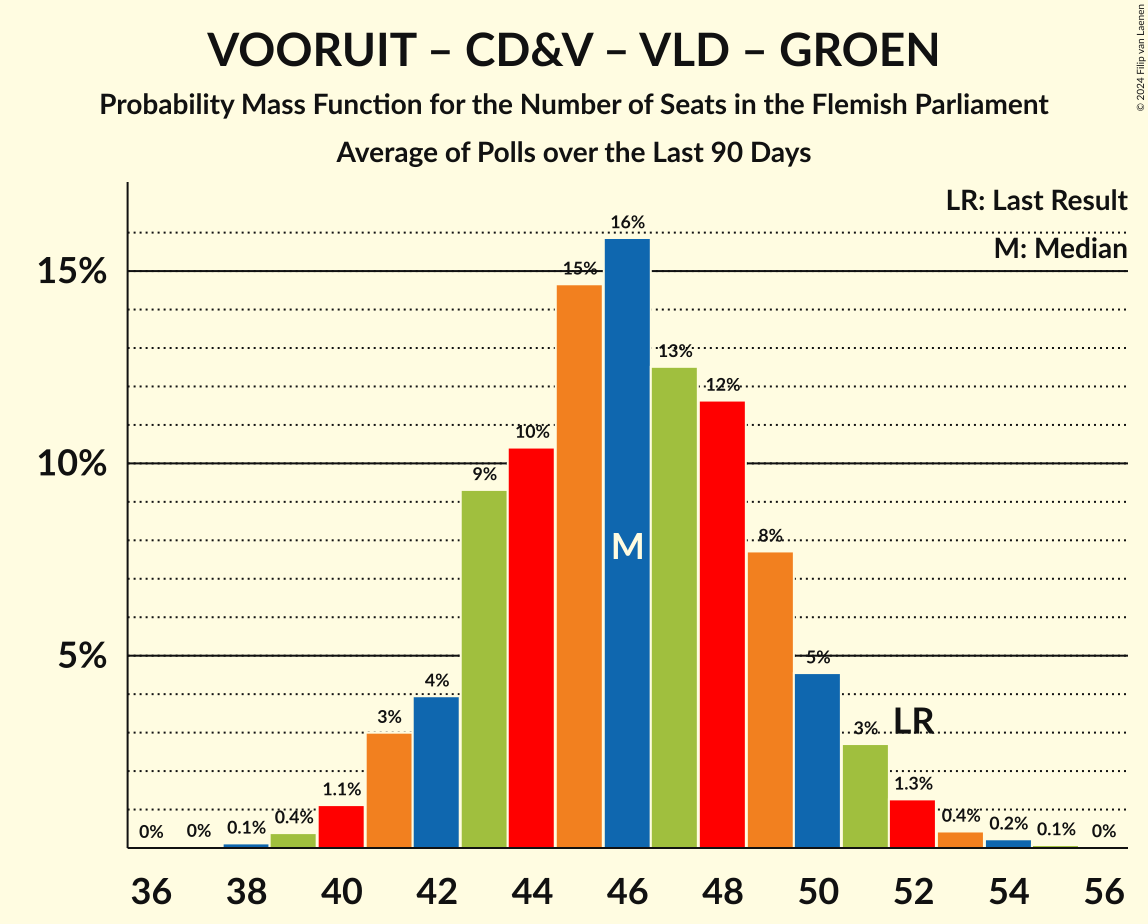 VOORUIT – CD&V – VLD – GROEN
Probability Mass Function for the Number of Seats in the Flemish Parliament
Average of Polls over the Last 90 Days
© 2024 Filip van Laenen
LR: Last Result
M: Median
15%
10%
5%
0%
0%
0.1%
0.4%
1.1%
3%
4%
9%
10%
15%
16%
13%
12%
8%
5%
3%
1.3%
0.4%
0.2%
0.1%
0%
M
LR
36 38 40 42 44 46 48 50 52 54 56